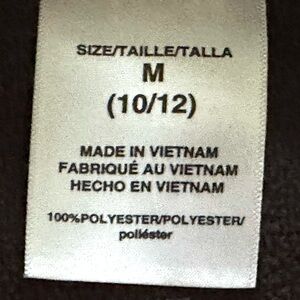 SIZE/TAILLE/TALLA
M
(10/12)
MADE IN VIETNAM
FABRIQUÉ AU VIETNAM
HECHO EN VIETNAM
100%POLYESTER/POLYESTER/
poliéster